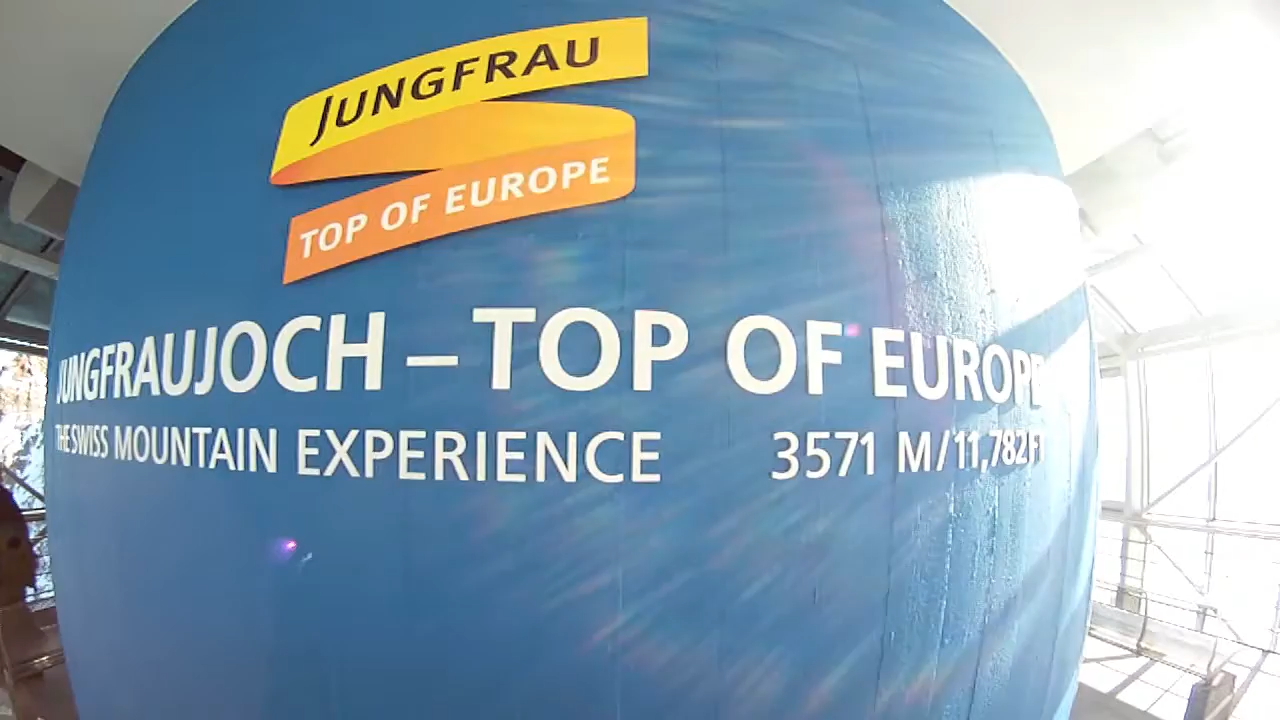 JUNGFRAU
TOP OF EUROPE
JUNGFRAUJOCH – TOP OF EUROPE
THE SWISS MOUNTAIN EXPERIENCE 3571 M/11,782FT